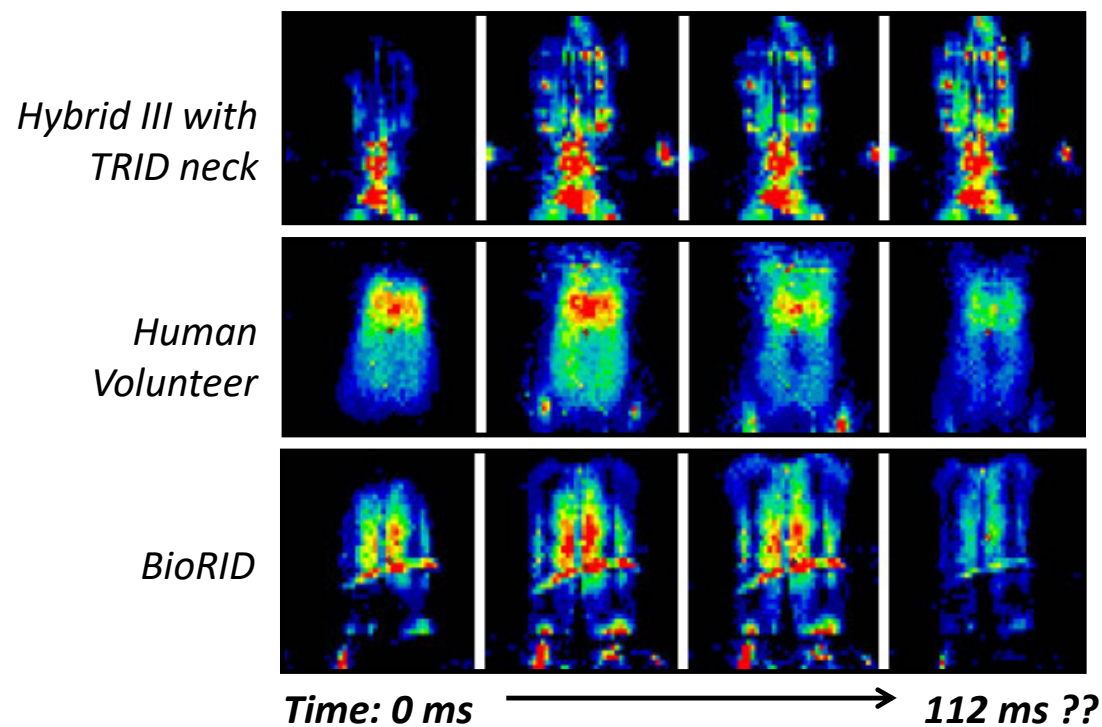 Hybrid III with
TRID neck
Human
Volunteer
BioRID
Time: 0 ms
112 ms ??